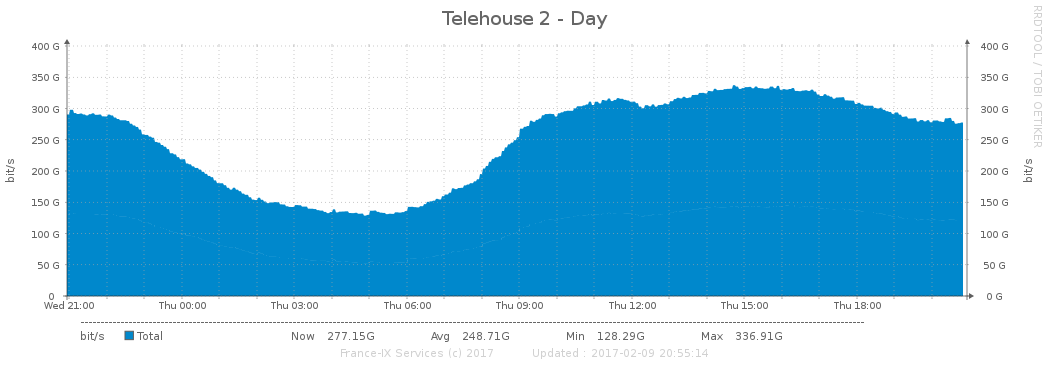 Telehouse 2 - Day
RRDTOOL / TOBI OETIKER
400 G 400 G
350 G 350 G
300 G 300 G
250 G 250 G
200 G 200 G
150 G 150 G
100 G 100 G
50 G 50 G
0 0 G
bit/s bit/s
Wed 21:00 Thu 00:00 Thu 03:00 Thu 06:00 Thu 09:00 Thu 12:00 Thu 15:00 Thu 18:00
bit/s Total Now 277.15G Avg 248.71G Min 128.29G Max 336.91G
France-IX Services (c) 2017 Updated : 2017-02-09 20:55:14